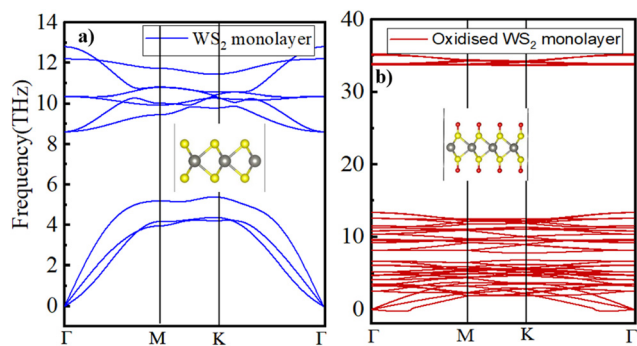 a)
WS₂ monolayer
Frequency(THz)
14
12
10
8
6
4
2
0
Γ
M
K
Γ
b)
Oxidised WS₂ monolayer
40
30
20
10
0
Γ
M
K
Γ